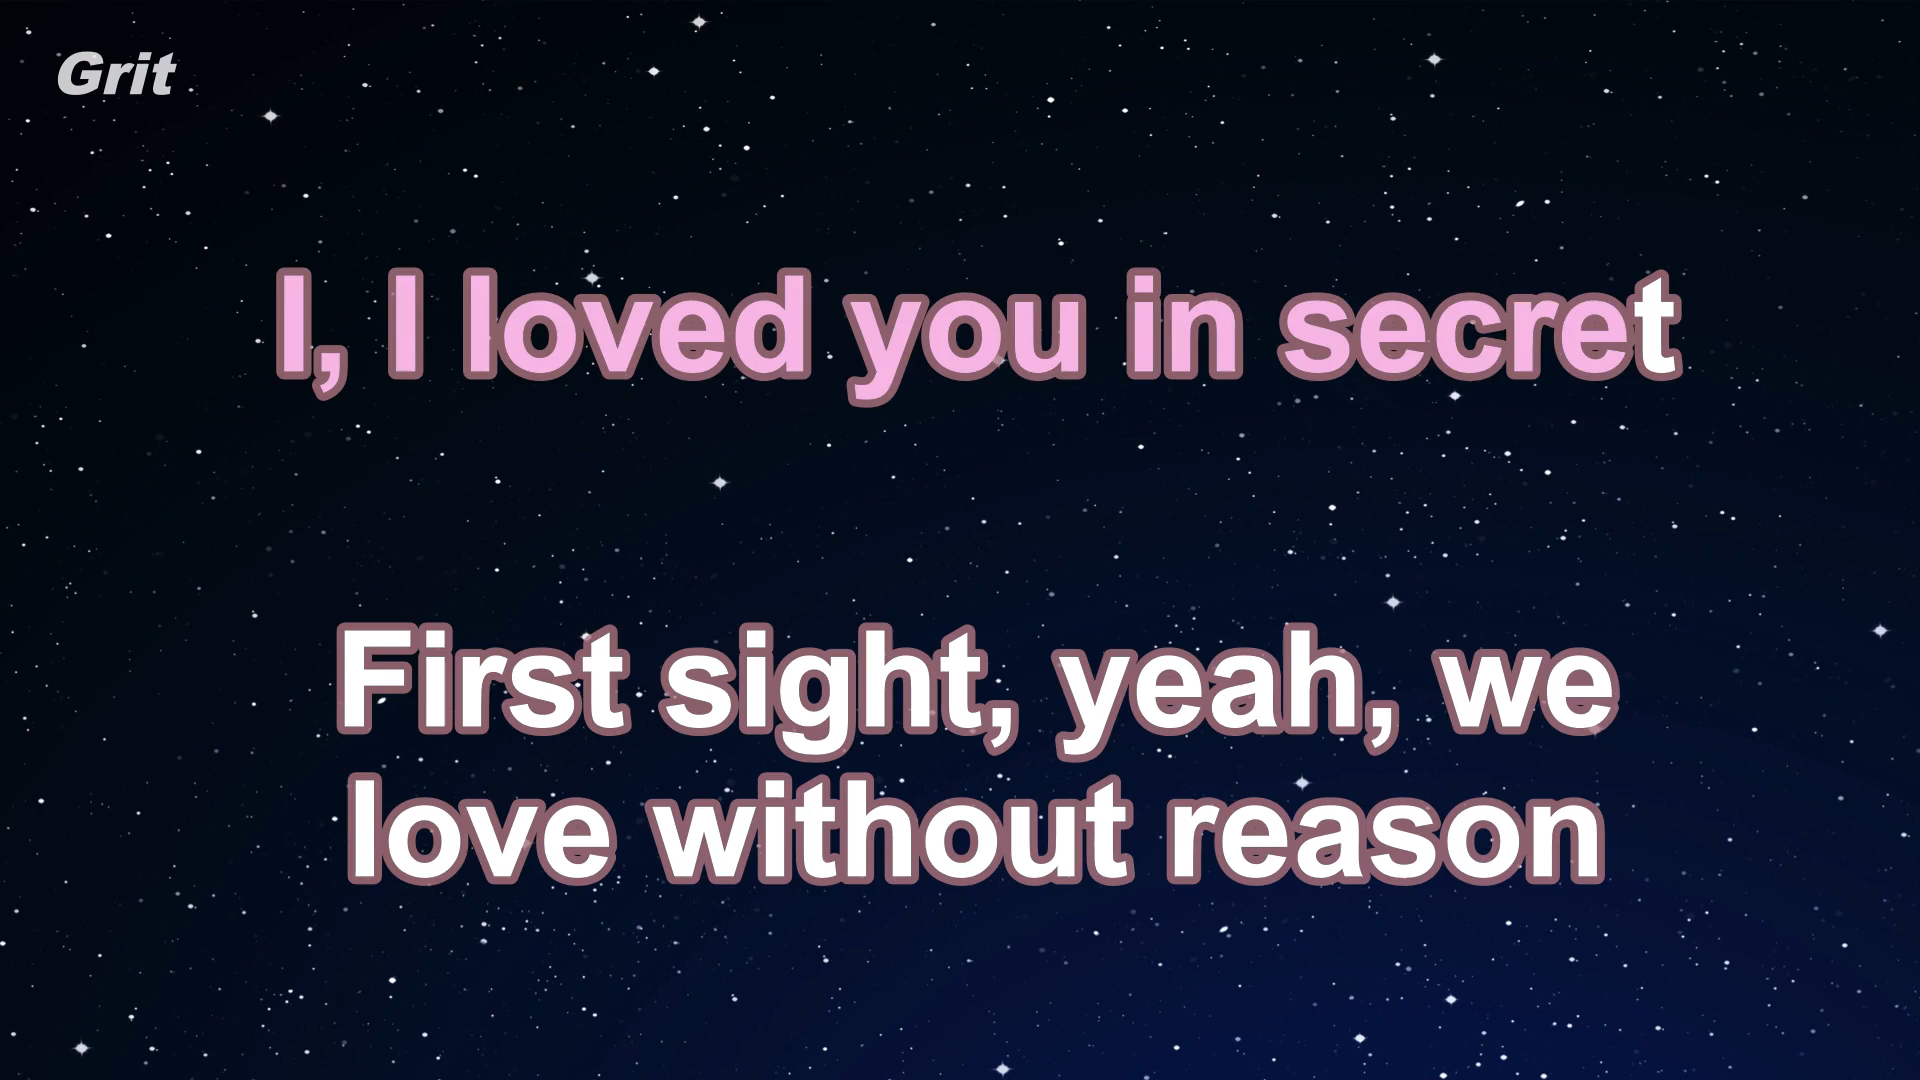 Grit
I, I loved you in secret
First sight, yeah, we
love without reason